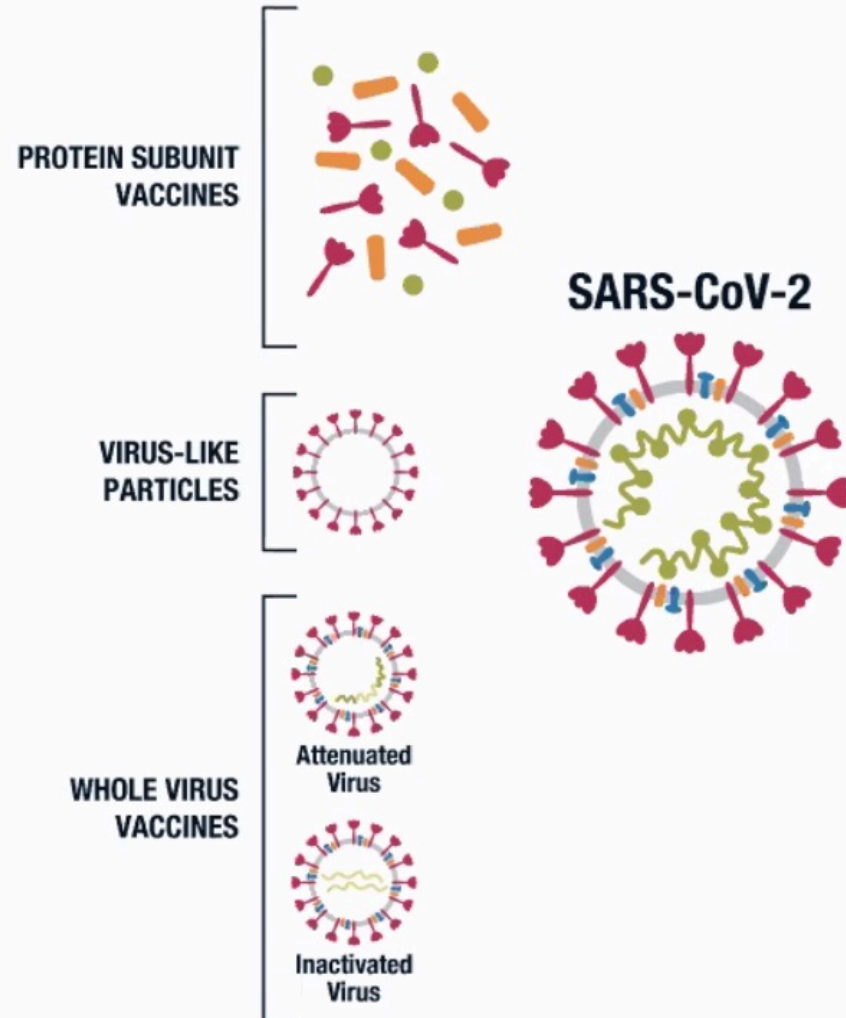 PROTEIN SUBUNIT
VACCINES
SARS-CoV-2
VIRUS-LIKE
PARTICLES
WHOLE VIRUS
VACCINES
Attenuated
Virus
Inactivated
Virus